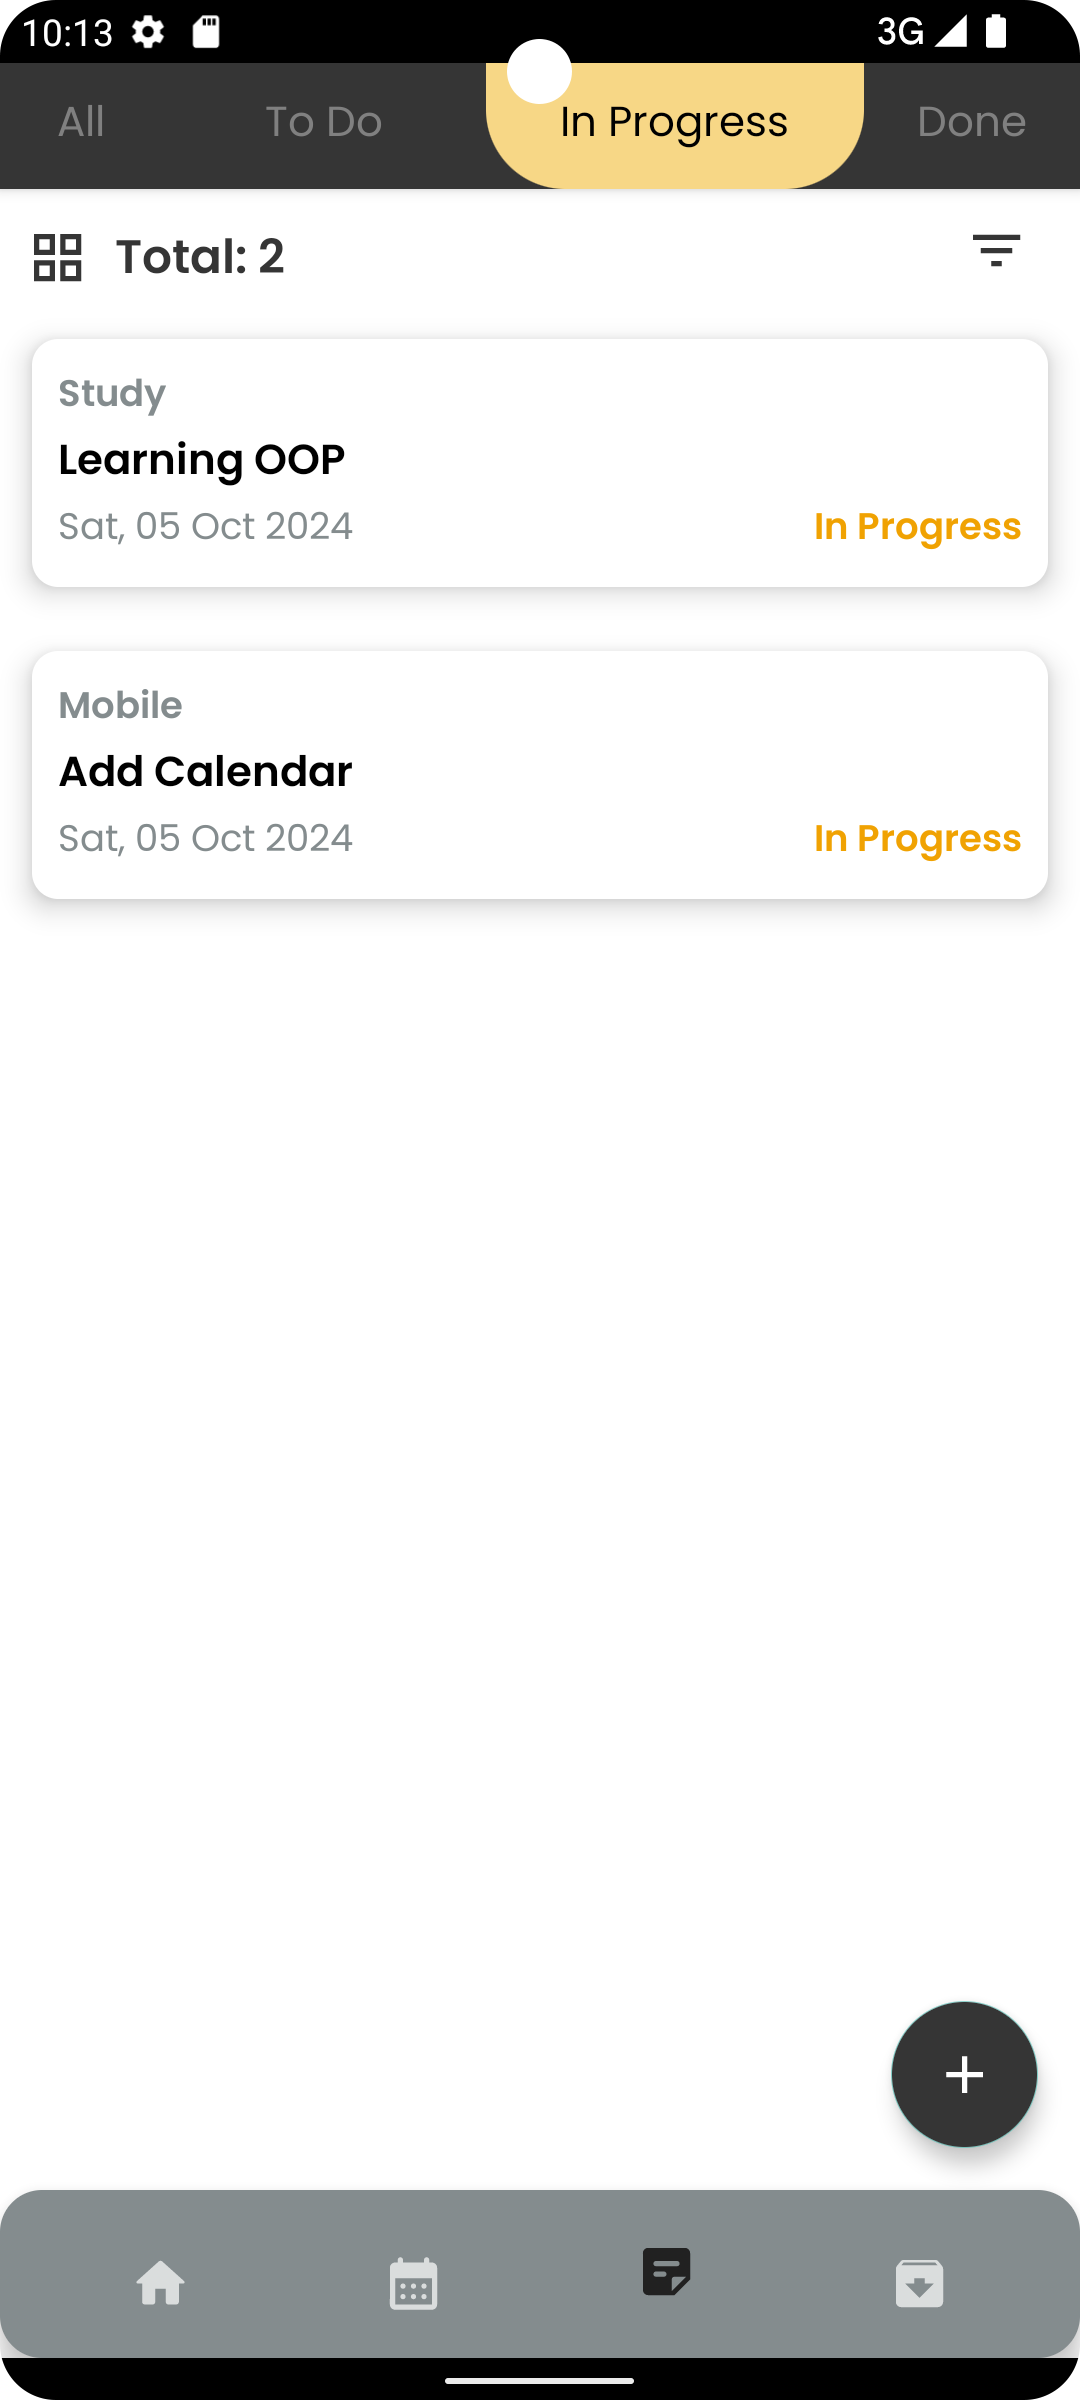 10:13 3G
All To Do In Progress Done
Total: 2
Study
Learning OOP
Sat, 05 Oct 2024 In Progress
Mobile
Add Calendar
Sat, 05 Oct 2024 In Progress